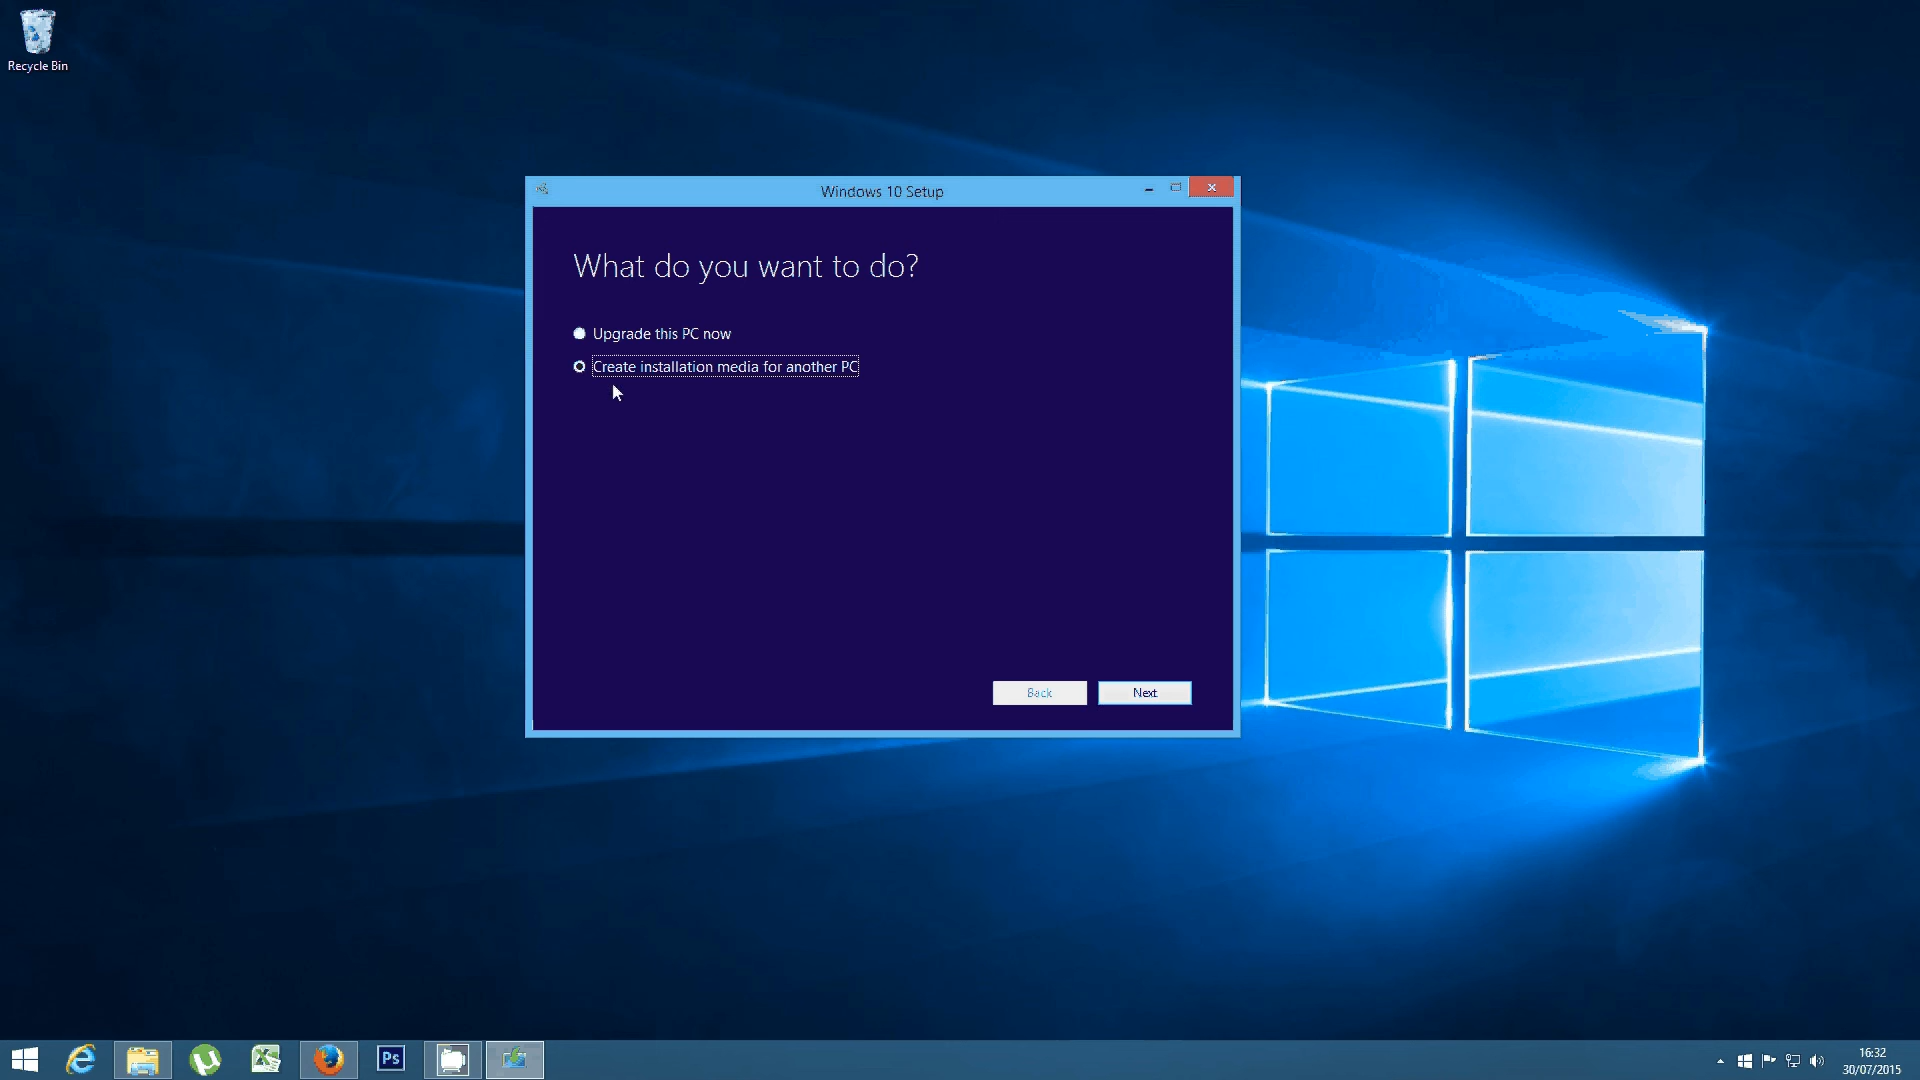 Recycle Bin
Windows 10 Setup
What do you want to do?
Upgrade this PC now
Create installation media for another PC
Back
Next
Ps
16:32
30/07/2015